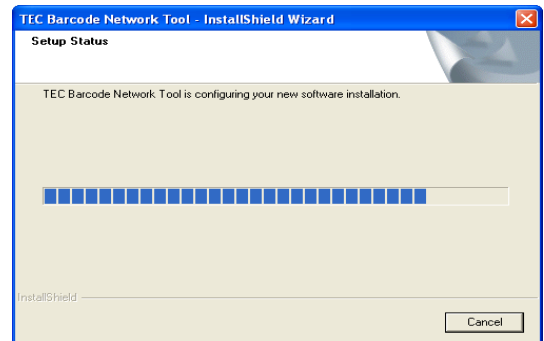 TEC Barcode Network Tool - InstallShield Wizard
Setup Status
TEC Barcode Network Tool is configuring your new software installation.
InstallShield
Cancel